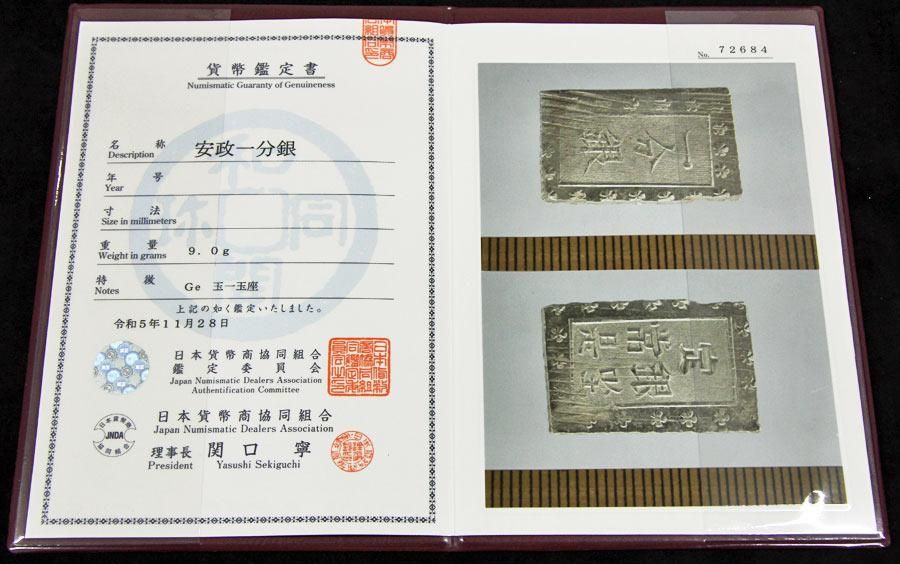 貨幣鑑定書
Numismatic Guaranty of Genuineness
名称 安政一分銀
Description
年号
Year
寸法
Size in millimeters
重量 9.0g
Weight in grams
特徴 Ge 玉一玉座
Notes
上記の如く鑑定いたしました。
令和5年11月28日
日本貨幣商協同組合
鑑定委員会
Japan Numismatic Dealers Association
Authentification Committee
日本貨幣商協同組合
Japan Numismatic Dealers Association
理事長 関口寧
President Yasushi Sekiguchi
JNDA
No. 72684
一分銀
定
銀座
常是